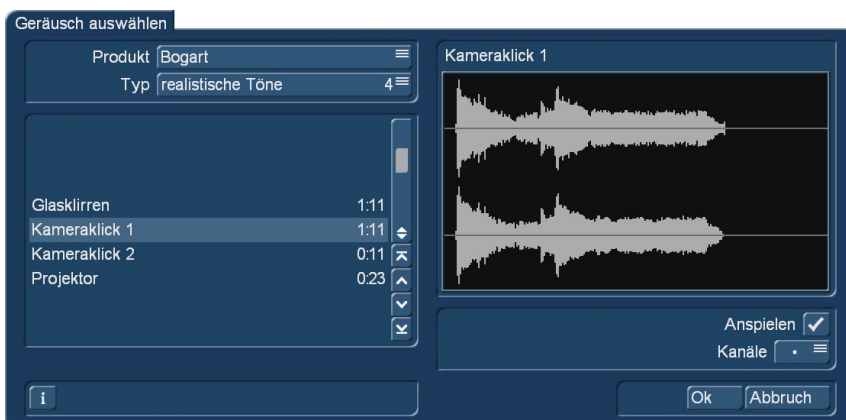 Geräusch auswählen
Produkt Bogart
Typ realistische Töne 4
Glasklirren 1:11
Kameraklick 1 1:11
Kameraklick 2 0:11
Projektor 0:23
i
Kameraklick 1
Anspielen
Kanäle
Ok Abbruch